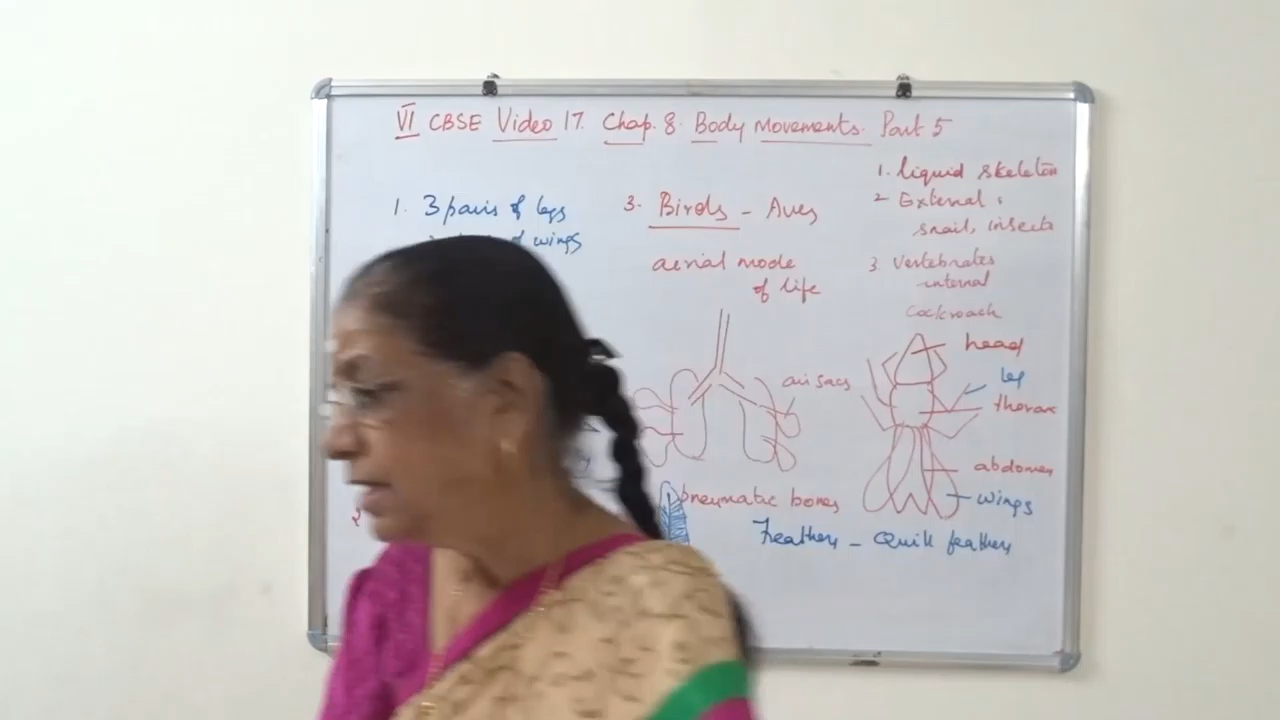 VI CBSE Video 17. Chap. 8. Body Movements. Part 5
1. 3 pairs of legs
of wings
3. Birds - Aves
aerial mode
of life
air sacs
pneumatic bones
Feathers - Quill feathers
1. liquid skeleton
2 External
snail, insects
3 Vertebrates
internal
Cockroach
head
leg
thorax
abdomen
wings
2